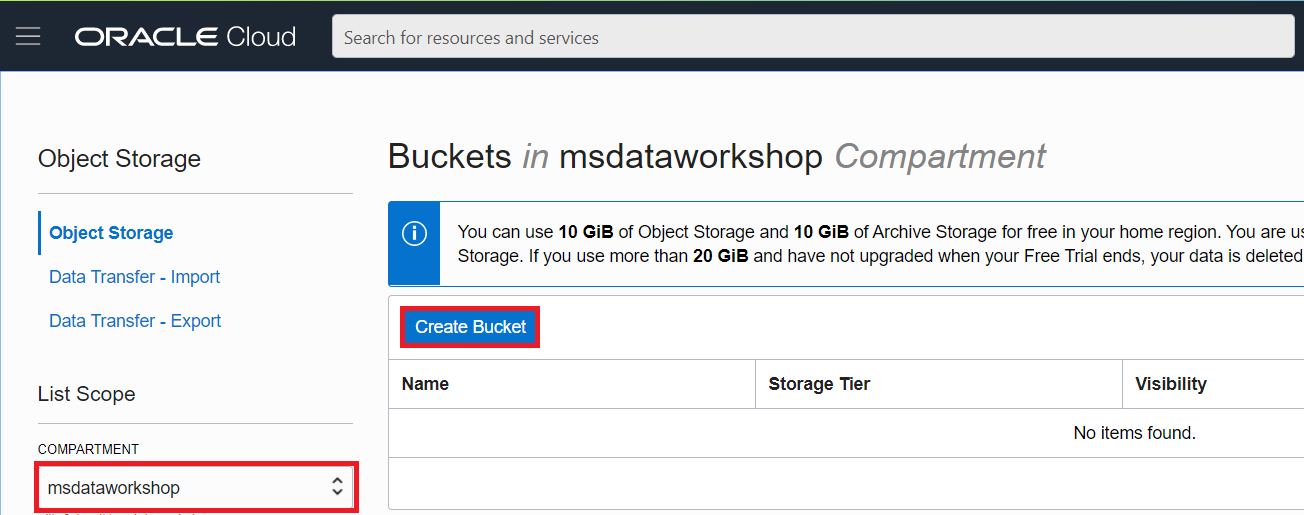 ORACLE Cloud
Search for resources and services
Object Storage
Object Storage
Data Transfer - Import
Data Transfer - Export
List Scope
COMPARTMENT
msdataworkshop
Buckets in msdataworkshop Compartment
You can use 10 GiB of Object Storage and 10 GiB of Archive Storage for free in your home region. You are
Storage. If you use more than 20 GiB and have not upgraded when your Free Trial ends, your data is deleted
Create Bucket
Name Storage Tier Visibility
No items found.